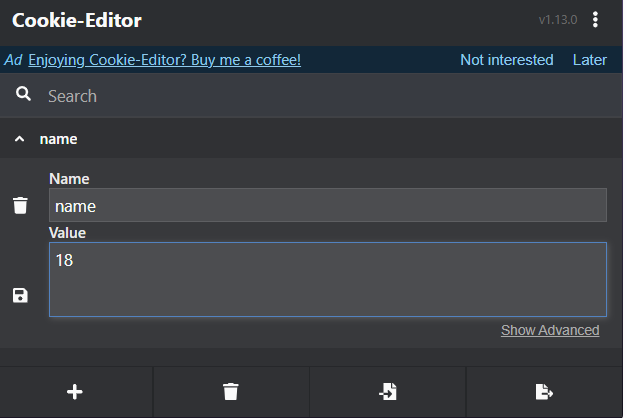 Cookie-Editor v1.13.0
Ad Enjoying Cookie-Editor? Buy me a coffee! Not interested Later
Search
name
Name
name
Value
18
Show Advanced